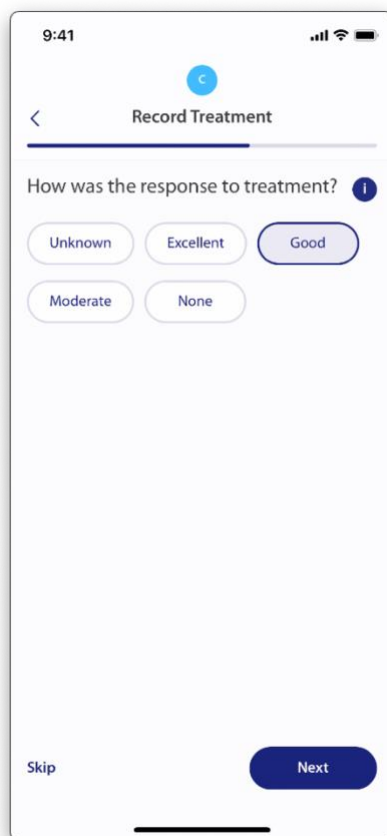 9:41
C
Record Treatment
How was the response to treatment? i
Unknown Excellent Good
Moderate None
Skip Next